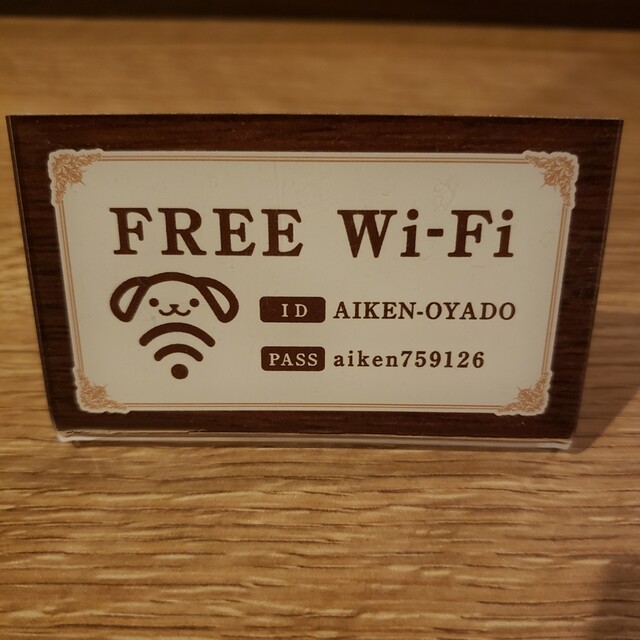 FREE Wi-Fi
ID AIKEN-OYADO
PASS aiken759126